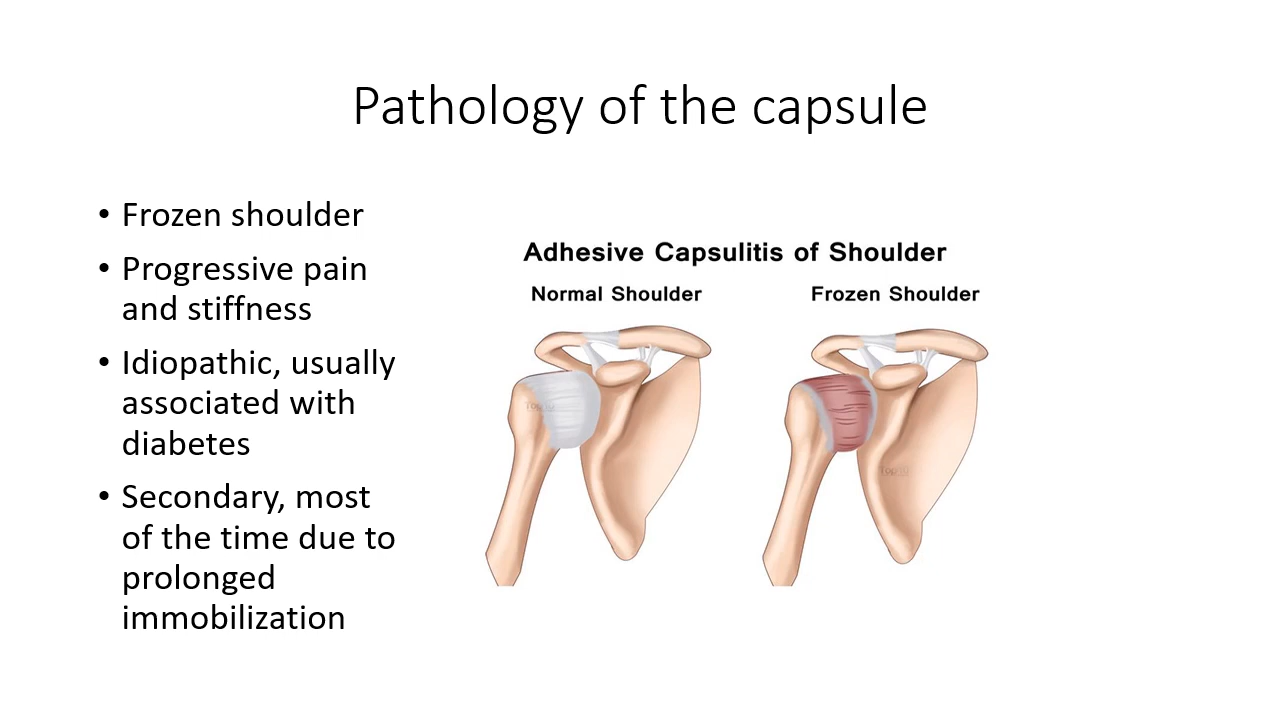 Pathology of the capsule
• Frozen shoulder
• Progressive pain
and stiffness
• Idiopathic, usually
associated with
diabetes
• Secondary, most
of the time due to
prolonged
immobilization
Adhesive Capsulitis of Shoulder
Normal Shoulder
Frozen Shoulder